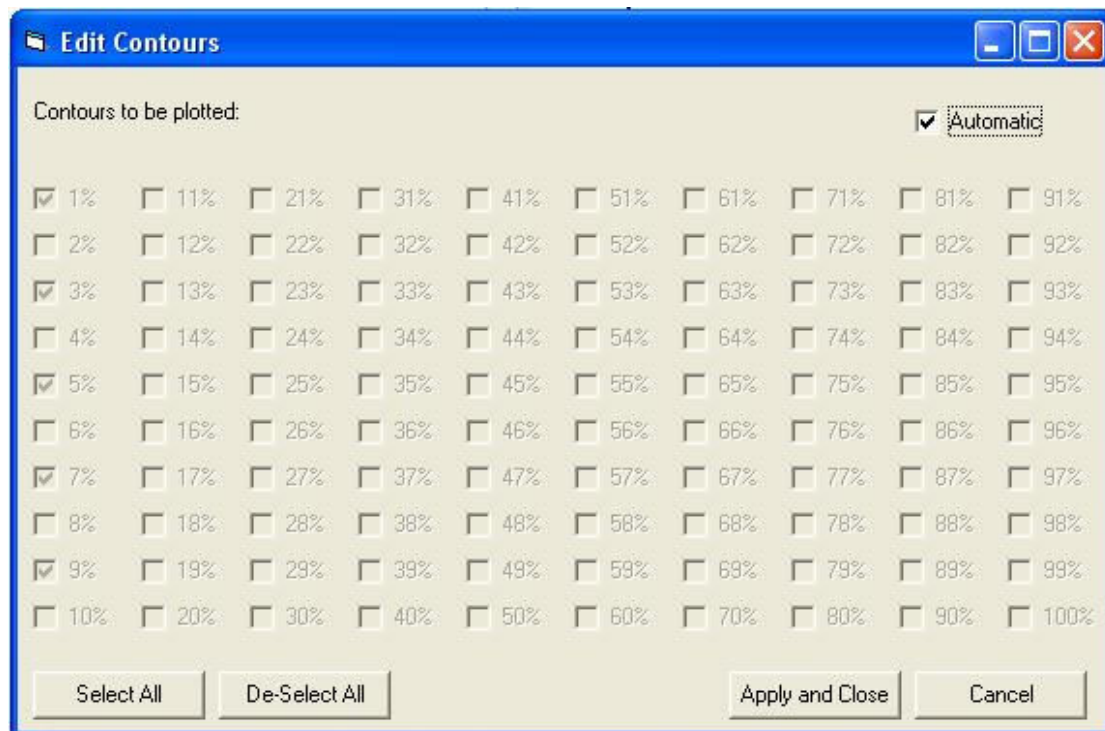 Edit Contours
Contours to be plotted:
Automatic
1% 11% 21% 31% 41% 51% 61% 71% 81% 91%
2% 12% 22% 32% 42% 52% 62% 72% 82% 92%
3% 13% 23% 33% 43% 53% 63% 73% 83% 93%
4% 14% 24% 34% 44% 54% 64% 74% 84% 94%
5% 15% 25% 35% 45% 55% 65% 75% 85% 95%
6% 16% 26% 36% 46% 56% 66% 76% 86% 96%
7% 17% 27% 37% 47% 57% 67% 77% 87% 97%
8% 18% 28% 38% 48% 58% 68% 78% 88% 98%
9% 19% 29% 39% 49% 59% 69% 79% 89% 99%
10% 20% 30% 40% 50% 60% 70% 80% 90% 100%
Select All De-Select All Apply and Close Cancel